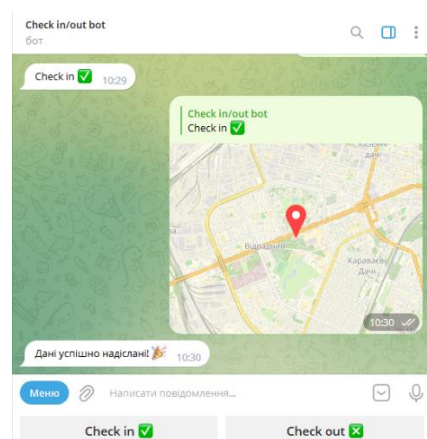 Check in/out bot
бот
Check in ✅ 10:29
Check in/out bot
Check in ✅
дачі
Відрадний
Караваєві
Дачі
10:30
Дані успішно надіслані! 🎉 10:30
Меню
Написати повідомлення...
Check in ✅
Check out ❎